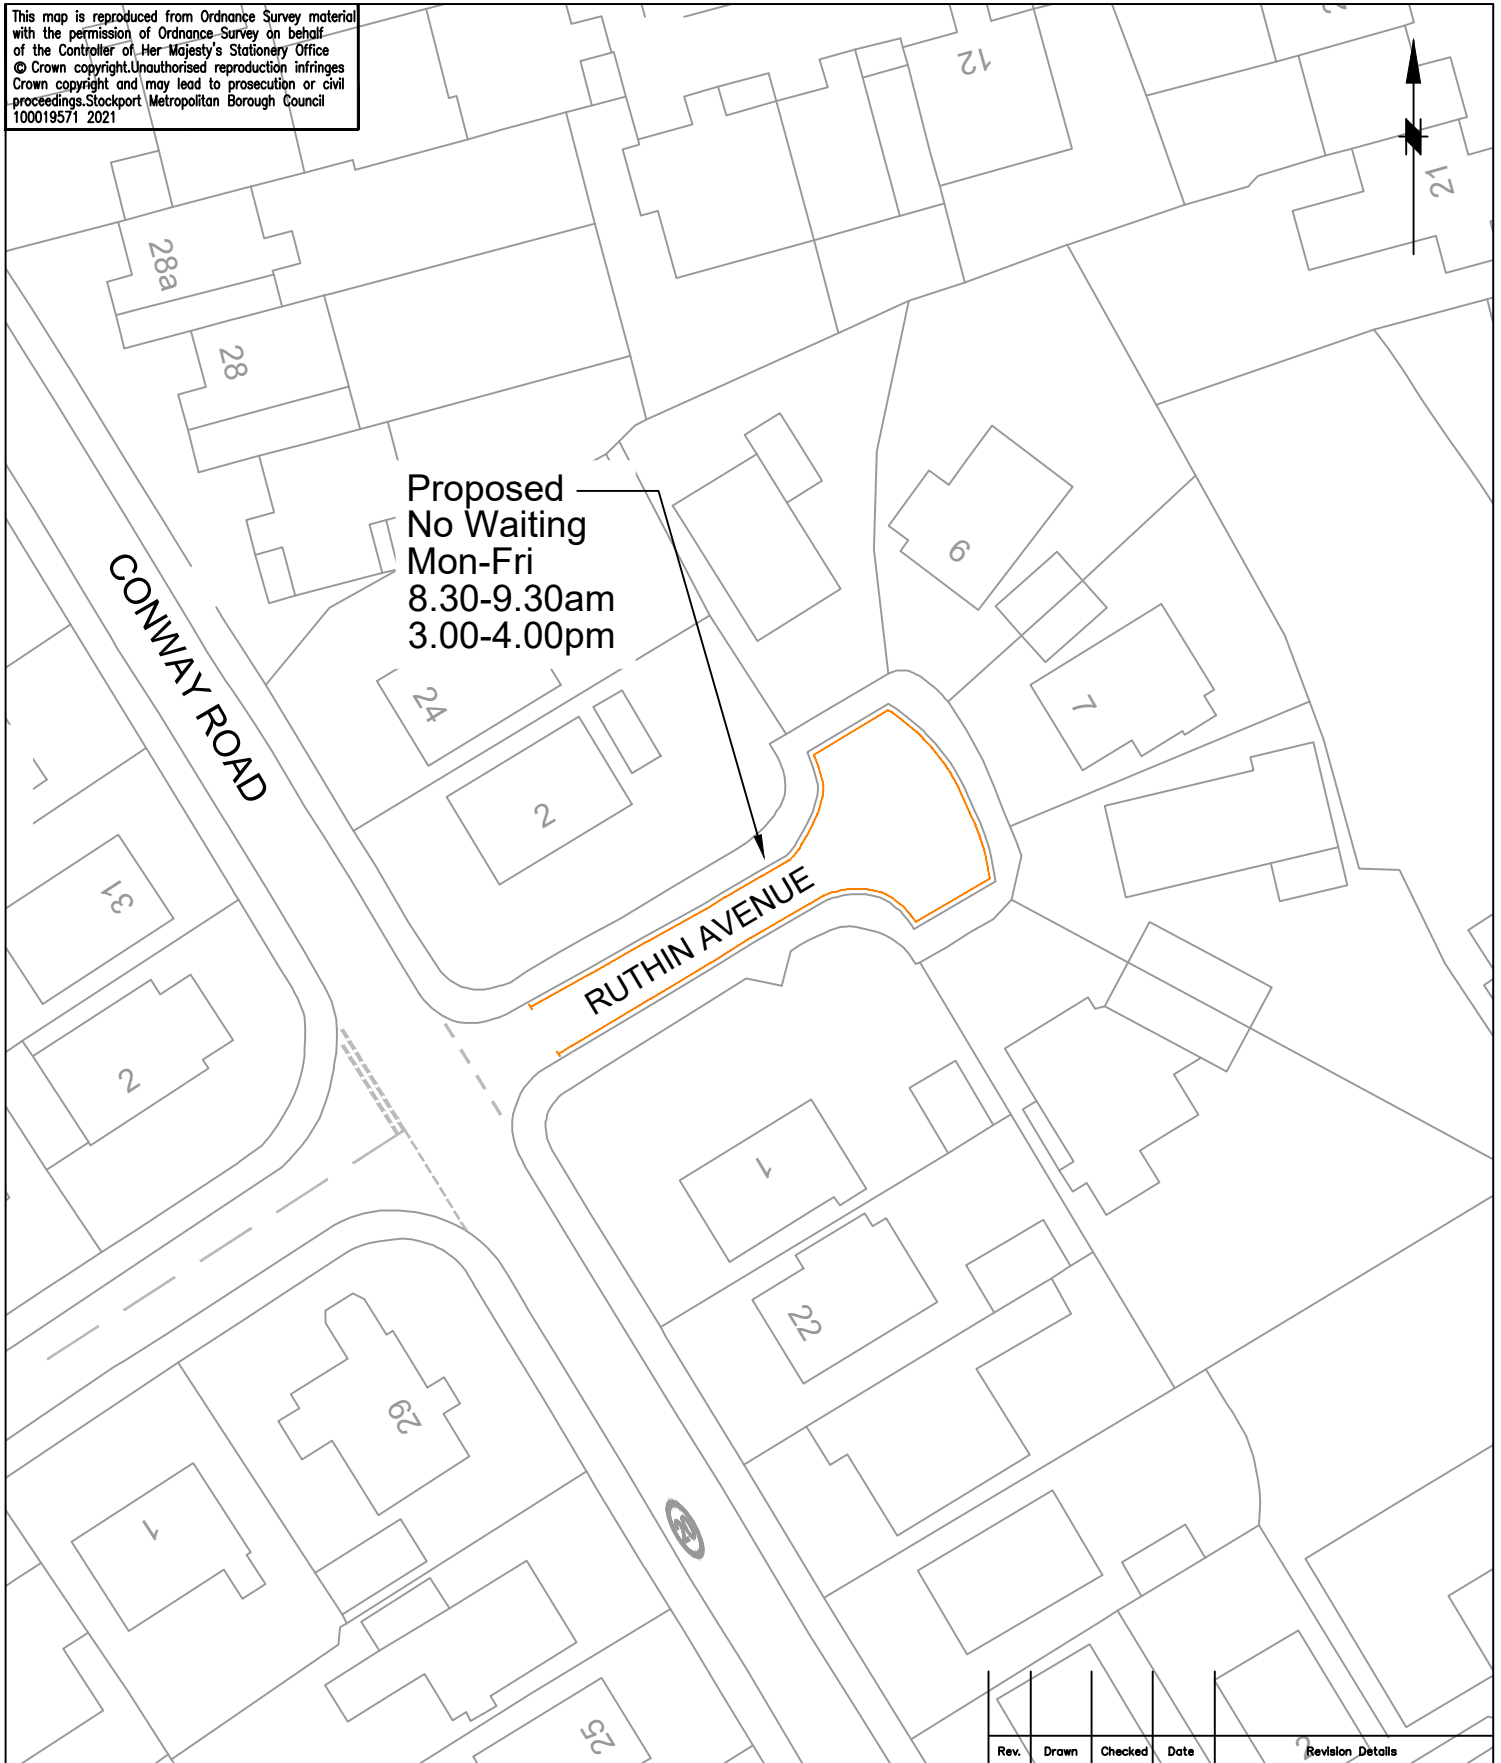 This map is reproduced from Ordnance Survey material
with the permission of Ordnance Survey on behalf
of the Controller of Her Majesty's Stationery Office
© Crown copyright.Unauthorised reproduction infringes
Crown copyright and may lead to prosecution or civil
proceedings.Stockport Metropolitan Borough Council
100019571 2021
12
21
28a
28
Proposed
No Waiting
Mon-Fri
8.30-9.30am
3.00-4.00pm
9
CONWAY ROAD
24
7
2
31
RUTHIN AVENUE
2
1
22
29
20
1
25
2
Rev.
Drawn
Checked
Date
Revision Details